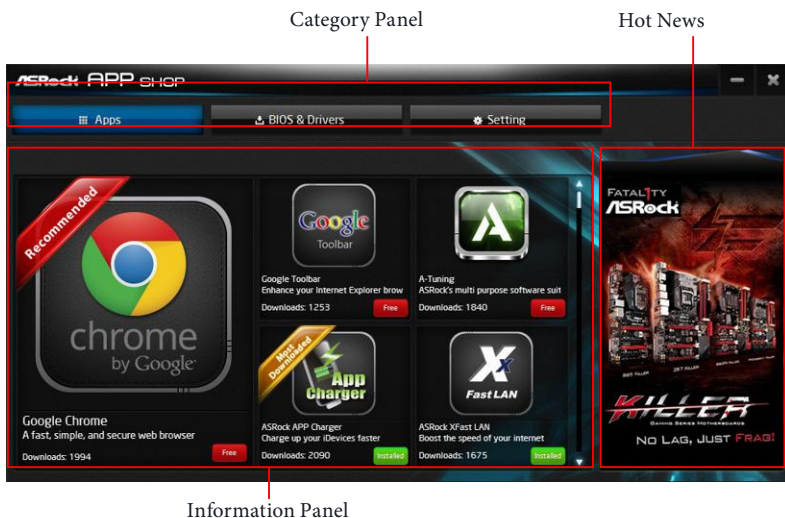 Category Panel
Hot News
ASRock APP SHOP
Apps
BIOS & Drivers
Setting
Recommended
chrome
by Google
Google Chrome
A fast, simple, and secure web browser
Downloads: 1994
Free
Google
Toolbar
Google Toolbar
Enhance your Internet Explorer brow
Downloads: 1253
Free
A
A-Tuning
ASRock's multi purpose software suit
Downloads: 1840
Free
Most
Downloaded
App
Charger
ASRock APP Charger
Charge up your iDevices faster
Downloads: 2090
Installed
X
Fast LAN
ASRock XFast LAN
Boost the speed of your internet
Downloads: 1675
Installed
FATAL1TY
ASRock
KILLER
GAMING SERIES MOTHERBOARDS
NO LAG, JUST FRAG!
Information Panel